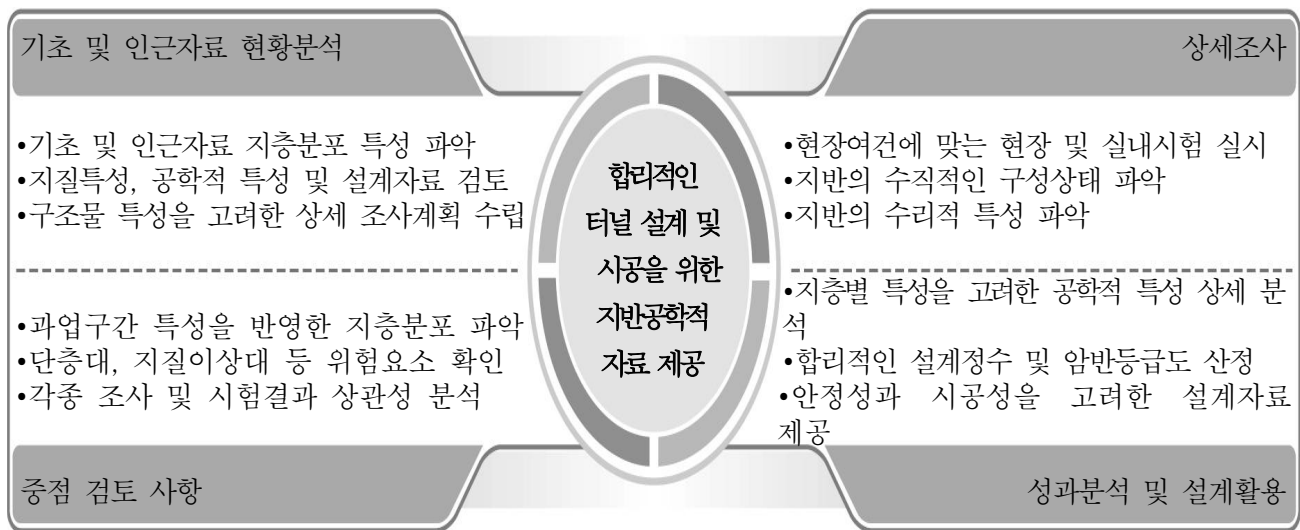 기초 및 인근자료 현황분석
•기초 및 인근자료 지층분포 특성 파악
•지질특성, 공학적 특성 및 설계자료 검토
•구조물 특성을 고려한 상세 조사계획 수립
상세조사
•현장여건에 맞는 현장 및 실내시험 실시
•지반의 수직적인 구성상태 파악
•지반의 수리적 특성 파악
합리적인
터널 설계 및
시공을 위한
지반공학적
자료 제공
•과업구간 특성을 반영한 지층분포 파악
•단층대, 지질이상대 등 위험요소 확인
•각종 조사 및 시험결과 상관성 분석
중점 검토 사항
•지층별 특성을 고려한 공학적 특성 상세 분
석
•합리적인 설계정수 및 암반등급도 산정
•안정성과 시공성을 고려한 설계자료
제공
성과분석 및 설계활용